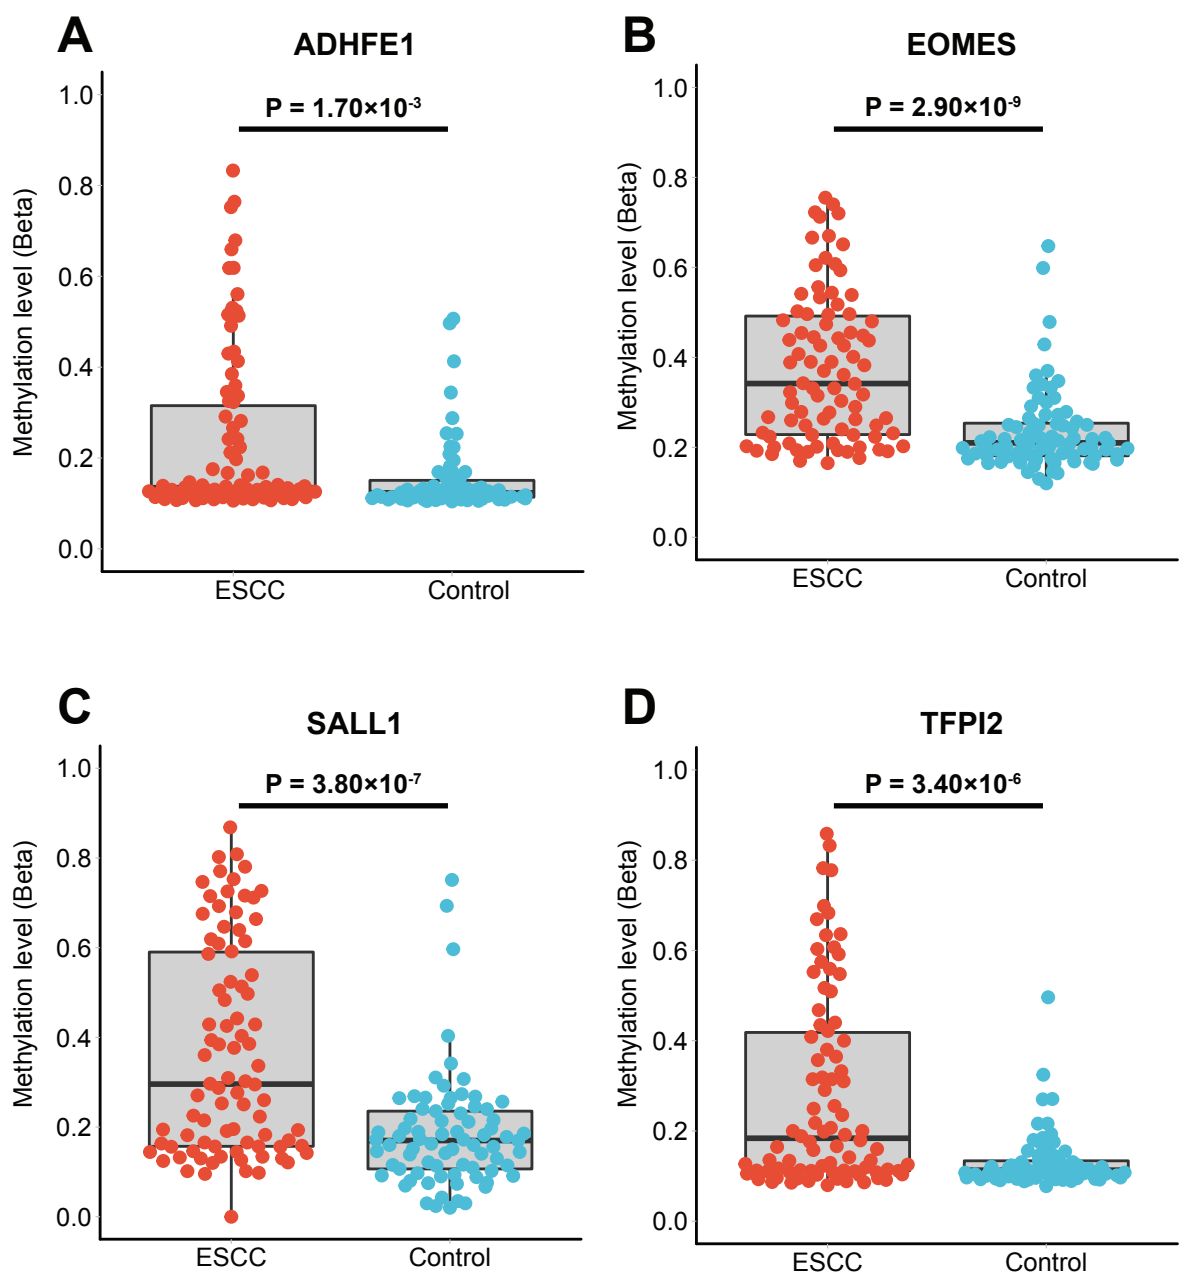 A
ADHFE1
P = 1.70×10-3
Methylation level (Beta)
1.0
0.8
0.6
0.4
0.2
0.0
ESCC
Control
B
EOMES
P = 2.90×10-9
Methylation level (Beta)
1.0
0.8
0.6
0.4
0.2
0.0
ESCC
Control
C
SALL1
P = 3.80×10-7
Methylation level (Beta)
1.0
0.8
0.6
0.4
0.2
0.0
ESCC
Control
D
TFPI2
P = 3.40×10-6
Methylation level (Beta)
1.0
0.8
0.6
0.4
0.2
0.0
ESCC
Control